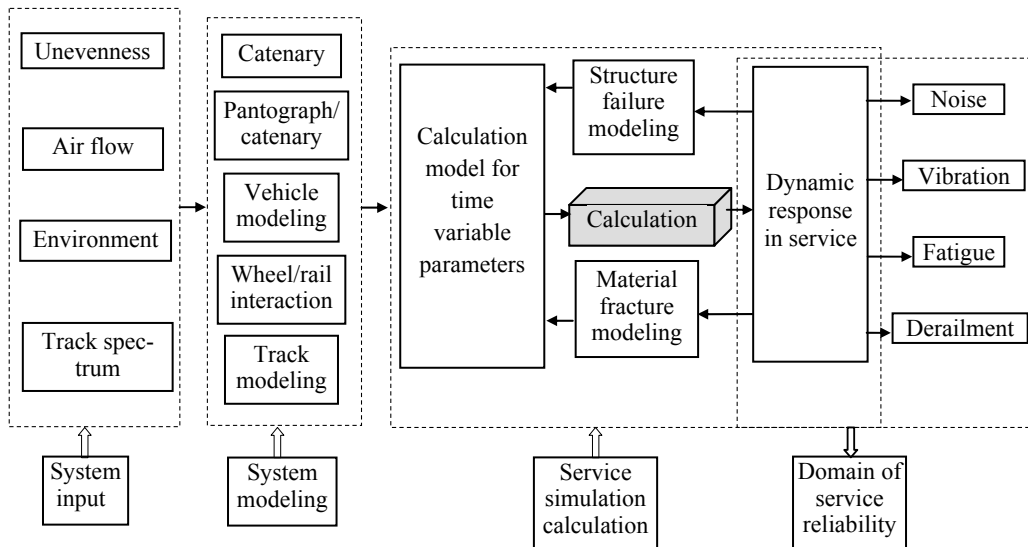 Unevenness
Air flow
Environment
Track spec-
trum
Catenary
Pantograph/
catenary
Vehicle
modeling
Wheel/rail
interaction
Track
modeling
Calculation
model for
time
variable
parameters
Structure
failure
modeling
Calculation
Material
fracture
modeling
Dynamic
response
in service
Noise
Vibration
Fatigue
Derailment
System
input
System
modeling
Service
simulation
calculation
Domain of
service
reliability